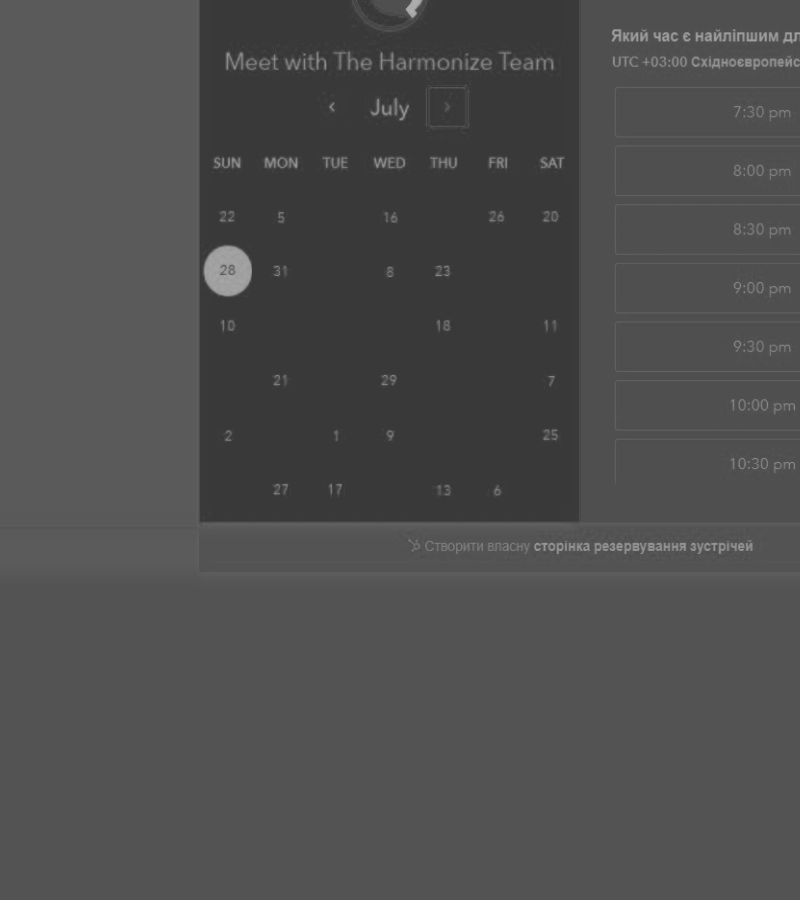 Meet with The Harmonize Team
‹ July ›
SUN MON TUE WED THU FRI SAT
22 5 16 26 20
28 31 8 23
10 18 11
21 29 7
2 1 9 25
27 17 13 6
Який час є найліпшим дл
UTC +03:00 Східноєвропейс
7:30 pm
8:00 pm
8:30 pm
9:00 pm
9:30 pm
10:00 pm
10:30 pm
Створити власну сторінка резервування зустрічей